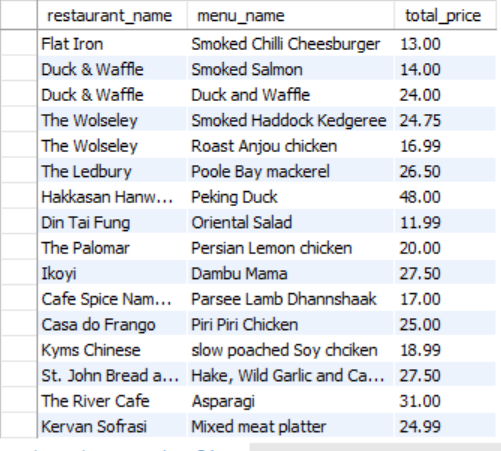 restaurant_name menu_name total_price
Flat Iron Smoked Chilli Cheesburger 13.00
Duck & Waffle Smoked Salmon 14.00
Duck & Waffle Duck and Waffle 24.00
The Wolseley Smoked Haddock Kedgeree 24.75
The Wolseley Roast Anjou chicken 16.99
The Ledbury Poole Bay mackerel 26.50
Hakkasan Hanw... Peking Duck 48.00
Din Tai Fung Oriental Salad 11.99
The Palomar Persian Lemon chicken 20.00
Ikoyi Dambu Mama 27.50
Cafe Spice Nam... Parsee Lamb Dhannshaak 17.00
Casa do Frango Piri Piri Chicken 25.00
Kyms Chinese slow poached Soy chciken 18.99
St. John Bread a... Hake, Wild Garlic and Ca... 27.50
The River Cafe Asparagi 31.00
Kervan Sofrasi Mixed meat platter 24.99